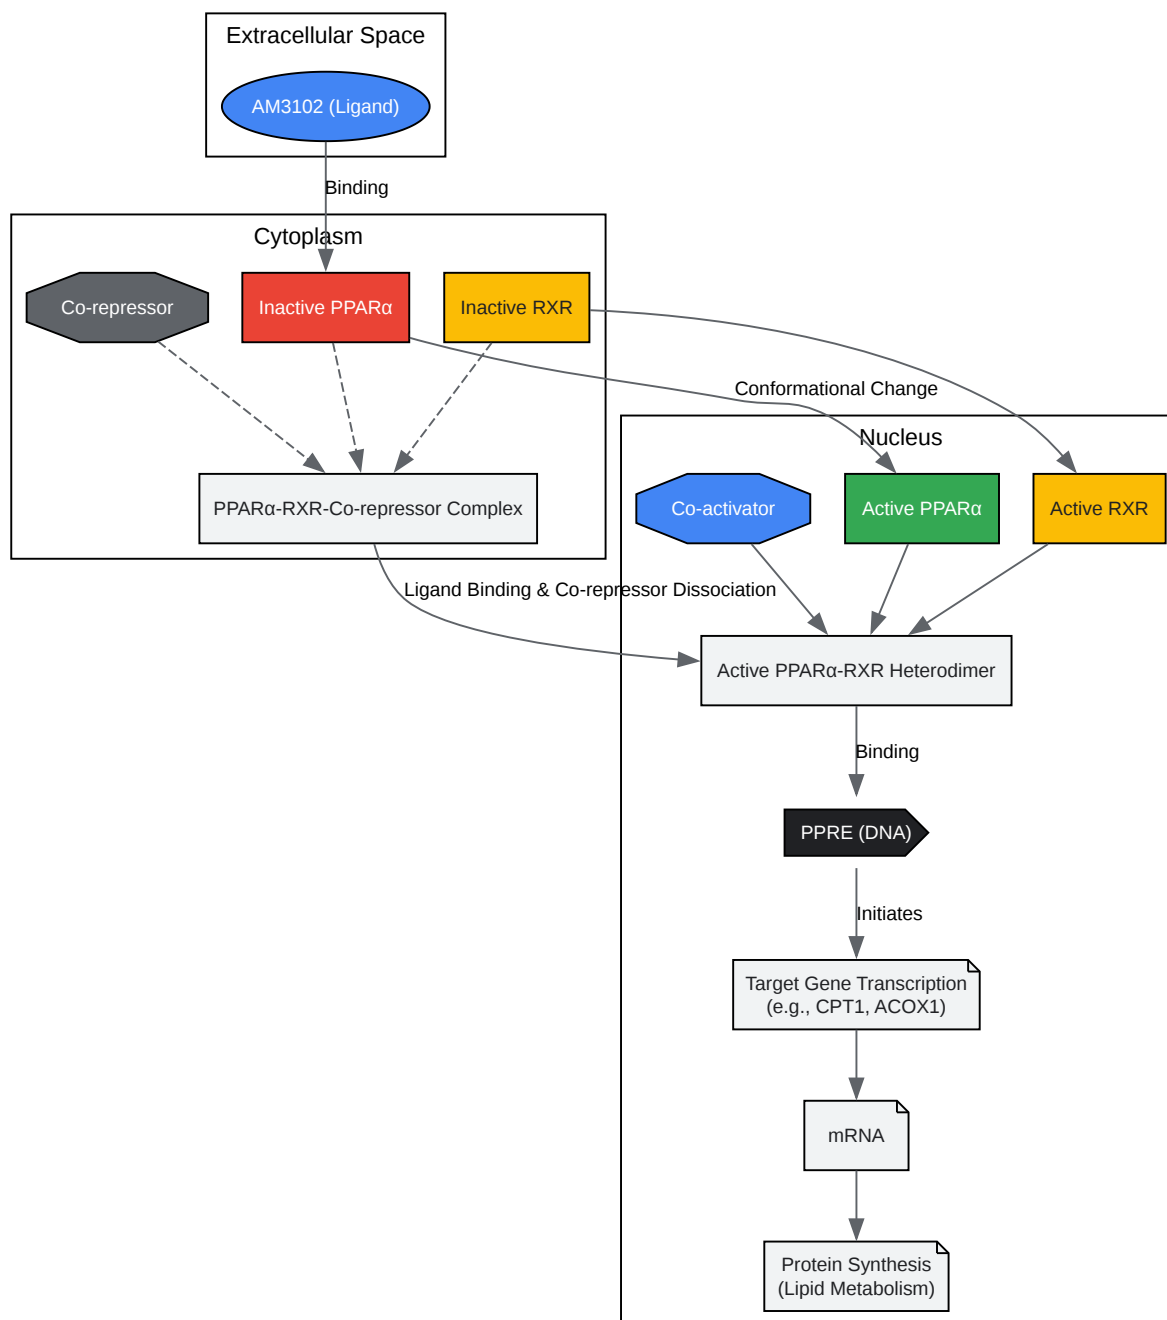 Extracellular Space
AM3102 (Ligand)
Binding
Cytoplasm
Co-repressor
Inactive PPARα
Inactive RXR
Conformational Change
Nucleus
PPARα-RXR-Co-repressor Complex
Co-activator
Active PPARα
Active RXR
Ligand Binding & Co-repressor Dissociation
Active PPARα-RXR Heterodimer
Binding
PPRE (DNA)
Initiates
Target Gene Transcription
(e.g., CPT1, ACOX1)
mRNA
Protein Synthesis
(Lipid Metabolism)